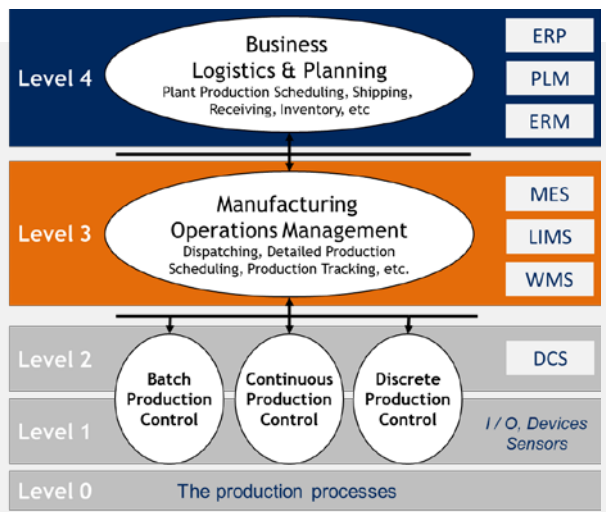 Level 4
Business
Logistics & Planning
Plant Production Scheduling, Shipping,
Receiving, Inventory, etc
ERP
PLM
ERM
Level 3
Manufacturing
Operations Management
Dispatching, Detailed Production
Scheduling, Production Tracking, etc.
MES
LIMS
WMS
Level 2
Batch
Production
Control
Continuous
Production
Control
Discrete
Production
Control
DCS
Level 1
I / O, Devices
Sensors
Level 0
The production processes